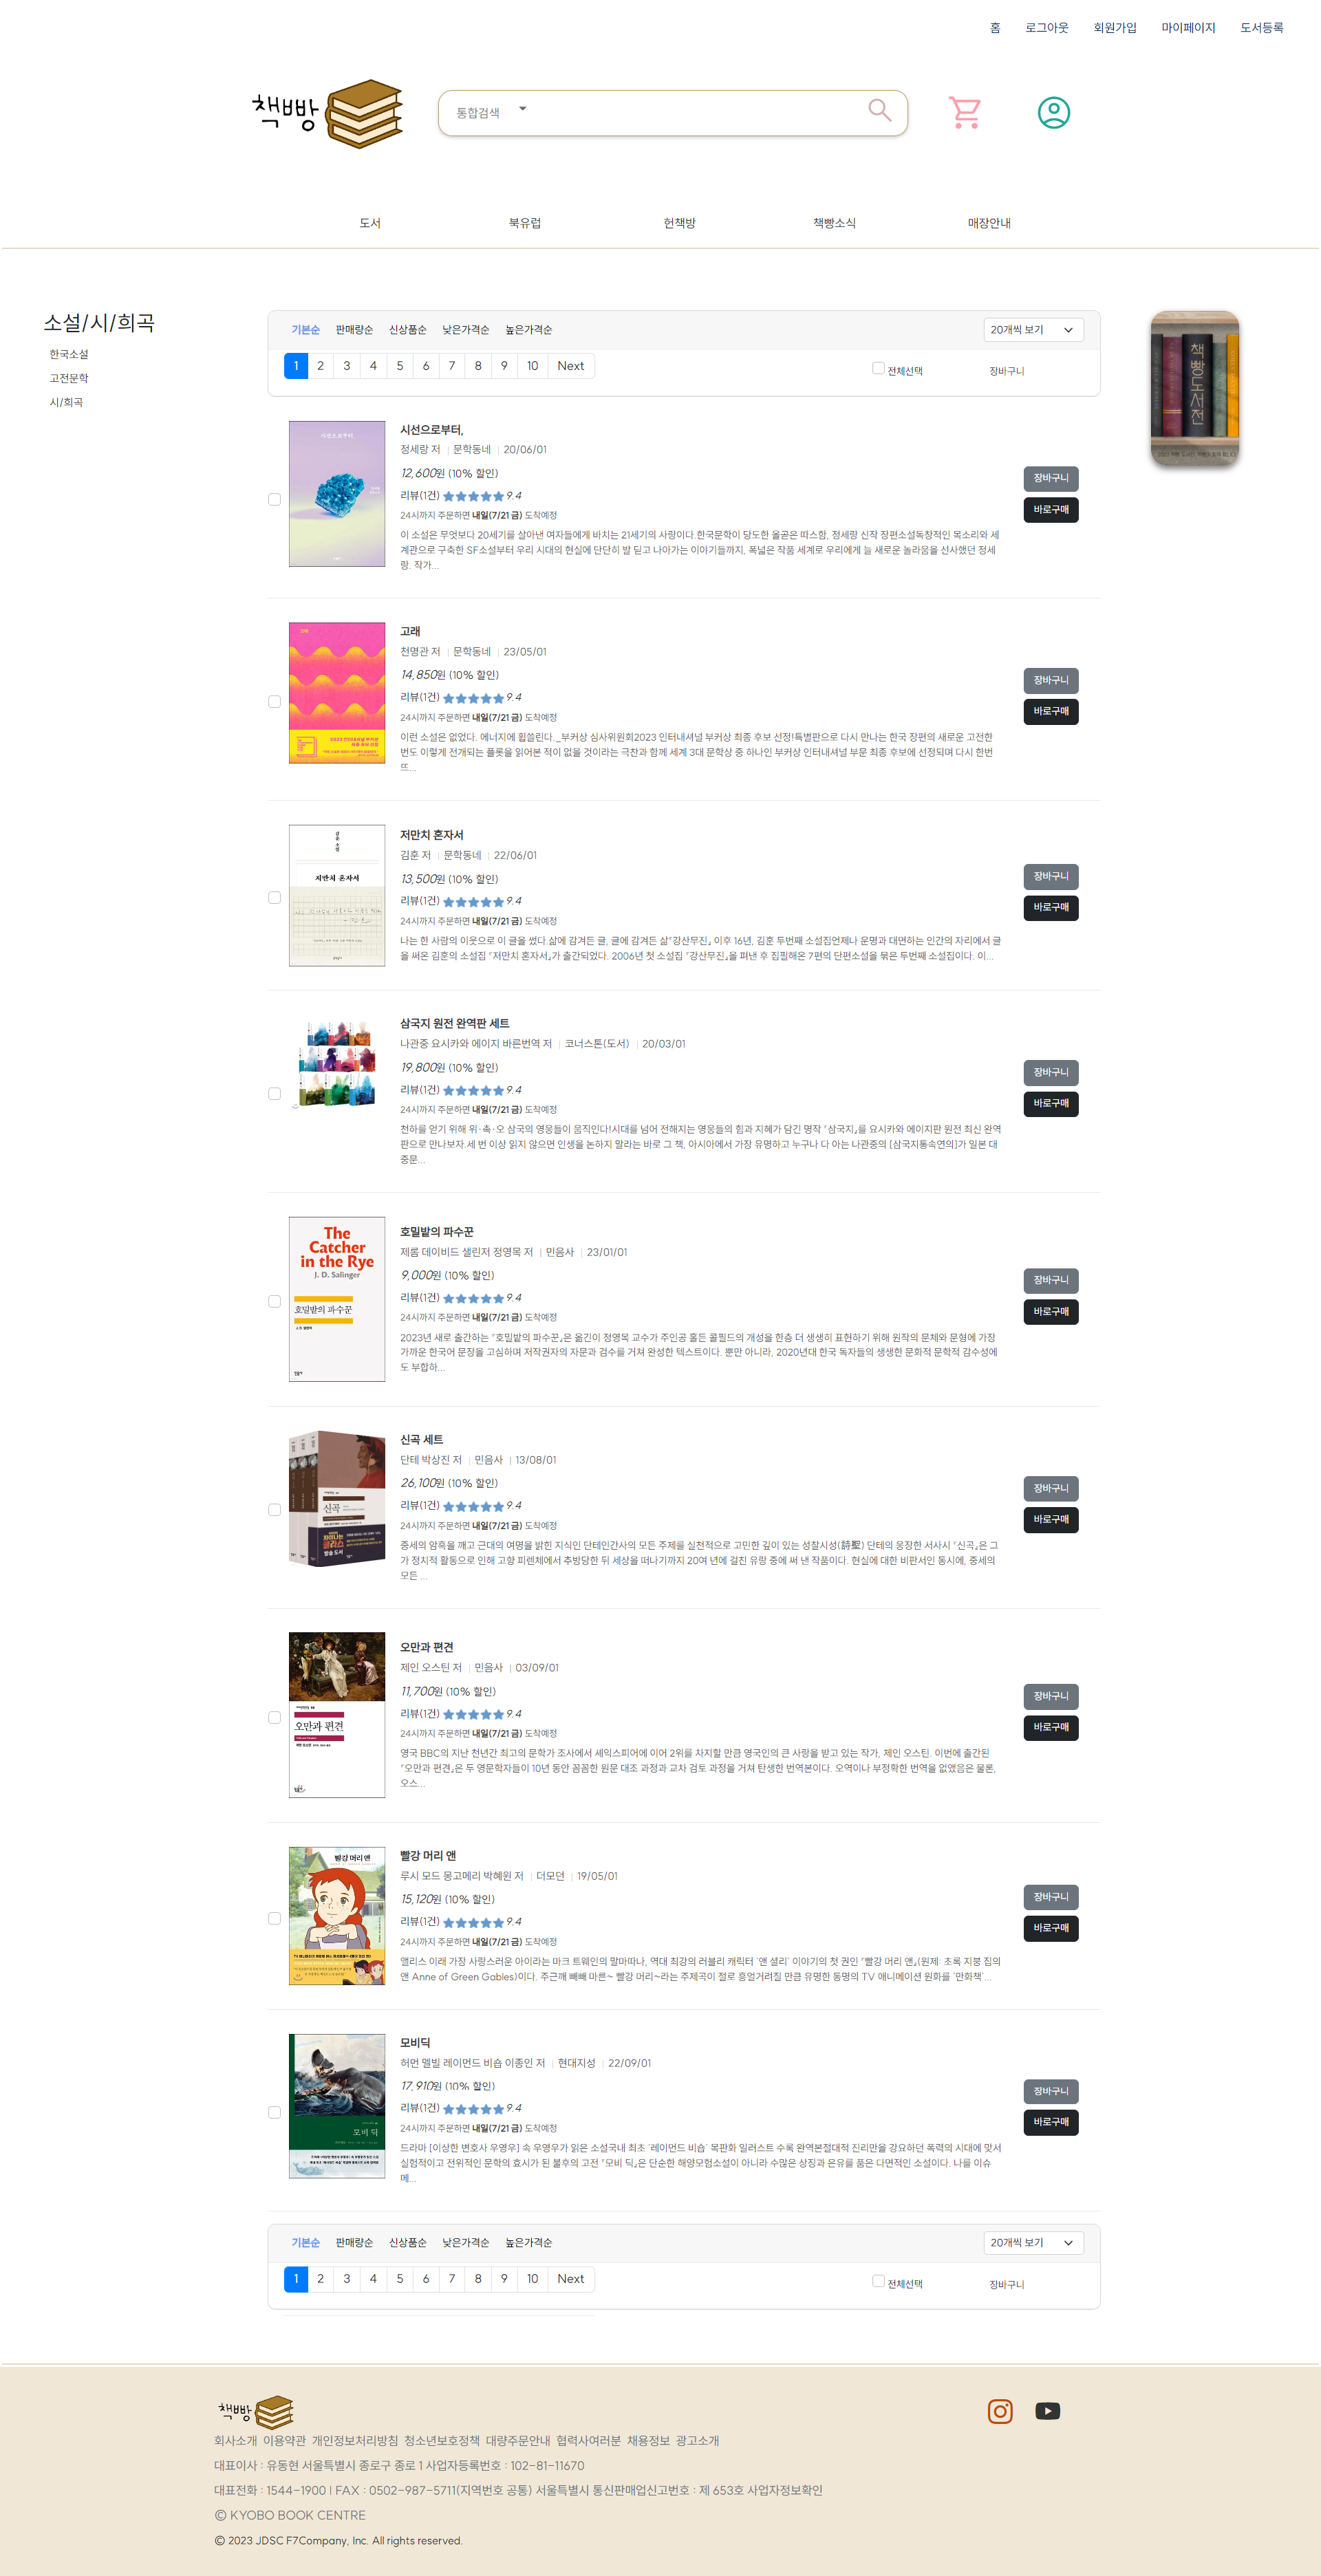 홈 로그아웃 회원가입 마이페이지 도서등록
책빵
통합검색
도서 북유럽 헌책방 책빵소식 매장안내
소설/시/희곡
한국소설
고전문학
시/희곡
기본순 판매량순 신상품순 낮은가격순 높은가격순 20개씩 보기
1 2 3 4 5 6 7 8 9 10 Next 전체선택 장바구니
책빵도서전
시선으로부터,
시선으로부터,
정세랑 저 | 문학동네 | 20/06/01
12,600원 (10% 할인)
리뷰(1건) 9.4
24시까지 주문하면 내일(7/21 금) 도착예정
이 소설은 무엇보다 20세기를 살아낸 여자들에게 바치는 21세기의 사랑이다.한국문학이 당도한 올곧은 따스함, 정세랑 신작 장편소설독창적인 목소리와 세
계관으로 구축한 SF소설부터 우리 시대의 현실에 단단히 발 딛고 나아가는 이야기들까지, 폭넓은 작품 세계로 우리에게 늘 새로운 놀라움을 선사했던 정세
랑. 작가...
장바구니
바로구매
고래
천명관 저 | 문학동네 | 23/05/01
14,850원 (10% 할인)
리뷰(1건) 9.4
24시까지 주문하면 내일(7/21 금) 도착예정
이런 소설은 없었다. 에너지에 휩쓸린다._부커상 심사위원회2023 인터내셔널 부커상 최종 후보 선정!특별판으로 다시 만나는 한국 장편의 새로운 고전한
번도 이렇게 전개되는 플롯을 읽어본 적이 없을 것이라는 극찬과 함께 세계 3대 문학상 중 하나인 부커상 인터내셔널 부문 최종 후보에 선정되며 다시 한번
뜨...
장바구니
바로구매
김훈 소설
저만치 혼자서
저만치 혼자서
김훈 저 | 문학동네 | 22/06/01
13,500원 (10% 할인)
리뷰(1건) 9.4
24시까지 주문하면 내일(7/21 금) 도착예정
나는 한 사람의 이웃으로 이 글을 썼다.삶에 감겨든 글, 글에 감겨든 삶『강산무진』 이후 16년, 김훈 두번째 소설집언제나 운명과 대면하는 인간의 자리에서 글
을 써온 김훈의 소설집 『저만치 혼자서』가 출간되었다. 2006년 첫 소설집 『강산무진』을 펴낸 후 집필해온 7편의 단편소설을 묶은 두번째 소설집이다. 이...
장바구니
바로구매
삼국지 원전 완역판 세트
나관중 요시카와 에이지 바른번역 저 | 코너스톤(도서) | 20/03/01
19,800원 (10% 할인)
리뷰(1건) 9.4
24시까지 주문하면 내일(7/21 금) 도착예정
천하를 얻기 위해 위·촉·오 삼국의 영웅들이 움직인다!시대를 넘어 전해지는 영웅들의 힘과 지혜가 담긴 명작 『삼국지』를 요시카와 에이지판 원전 최신 완역
판으로 만나보자.세 번 이상 읽지 않으면 인생을 논하지 말라는 바로 그 책, 아시아에서 가장 유명하고 누구나 다 아는 나관중의 [삼국지통속연의]가 일본 대
중문...
장바구니
바로구매
The
Catcher
in the Rye
J. D. Salinger
호밀밭의 파수꾼
호밀밭의 파수꾼
제롬 데이비드 샐린저 정영목 저 | 민음사 | 23/01/01
9,000원 (10% 할인)
리뷰(1건) 9.4
24시까지 주문하면 내일(7/21 금) 도착예정
2023년 새로 출간하는 『호밀밭의 파수꾼』은 옮긴이 정영목 교수가 주인공 홀든 콜필드의 개성을 한층 더 생생히 표현하기 위해 원작의 문체와 문형에 가장
가까운 한국어 문장을 고심하며 저작권자의 자문과 검수를 거쳐 완성한 텍스트이다. 뿐만 아니라, 2020년대 한국 독자들의 생생한 문화적 문학적 감수성에
도 부합하...
장바구니
바로구매
신곡
신곡 세트
단테 박상진 저 | 민음사 | 13/08/01
26,100원 (10% 할인)
리뷰(1건) 9.4
24시까지 주문하면 내일(7/21 금) 도착예정
중세의 암흑을 깨고 근대의 여명을 밝힌 지식인 단테인간사의 모든 주제를 실천적으로 고민한 깊이 있는 성찰시성(詩聖) 단테의 웅장한 서사시 『신곡』은 그
가 정치적 활동으로 인해 고향 피렌체에서 추방당한 뒤 세상을 떠나기까지 20여 년에 걸친 유랑 중에 써 낸 작품이다. 현실에 대한 비판서인 동시에, 중세의
모든 ...
장바구니
바로구매
오만과 편견
오만과 편견
제인 오스틴 저 | 민음사 | 03/09/01
11,700원 (10% 할인)
리뷰(1건) 9.4
24시까지 주문하면 내일(7/21 금) 도착예정
영국 BBC의 지난 천년간 최고의 문학가 조사에서 셰익스피어에 이어 2위를 차지할 만큼 영국인의 큰 사랑을 받고 있는 작가, 제인 오스틴. 이번에 출간된
『오만과 편견』은 두 영문학자들이 10년 동안 꼼꼼한 원문 대조 과정과 교차 검토 과정을 거쳐 탄생한 번역본이다. 오역이나 부정확한 번역을 없앴음은 물론,
오스...
장바구니
바로구매
빨강 머리 앤
빨강 머리 앤
루시 모드 몽고메리 박혜원 저 | 더모던 | 19/05/01
15,120원 (10% 할인)
리뷰(1건) 9.4
24시까지 주문하면 내일(7/21 금) 도착예정
앨리스 이래 가장 사랑스러운 아이라는 마크 트웨인의 말마따나, 역대 최강의 러블리 캐릭터 '앤 셜리' 이야기의 첫 권인 『빨강 머리 앤』(원제: 초록 지붕 집의
앤 Anne of Green Gables)이다. 주근깨 빼빼 마른~ 빨강 머리~라는 주제곡이 절로 흥얼거려질 만큼 유명한 동명의 TV 애니메이션 원화를 '만화책'...
장바구니
바로구매
모비 딕
모비딕
허먼 멜빌 레이먼드 비숍 이종인 저 | 현대지성 | 22/09/01
17,910원 (10% 할인)
리뷰(1건) 9.4
24시까지 주문하면 내일(7/21 금) 도착예정
드라마 [이상한 변호사 우영우] 속 우영우가 읽은 소설국내 최초 '레이먼드 비숍' 목판화 일러스트 수록 완역본절대적 진리만을 강요하던 폭력의 시대에 맞서
실험적이고 전위적인 문학의 효시가 된 불후의 고전 『모비 딕』은 단순한 해양모험소설이 아니라 수많은 상징과 은유를 품은 다면적인 소설이다. 나를 이슈
메...
장바구니
바로구매
기본순 판매량순 신상품순 낮은가격순 높은가격순 20개씩 보기
1 2 3 4 5 6 7 8 9 10 Next 전체선택 장바구니
책빵
회사소개 이용약관 개인정보처리방침 청소년보호정책 대량주문안내 협력사여러분 채용정보 광고소개
대표이사 : 유동현 서울특별시 종로구 종로 1 사업자등록번호 : 102-81-11670
대표전화 : 1544-1900 | FAX : 0502-987-5711(지역번호 공통) 서울특별시 통신판매업신고번호 : 제 653호 사업자정보확인
© KYOBO BOOK CENTRE
© 2023 JDSC F7Company, Inc. All rights reserved.